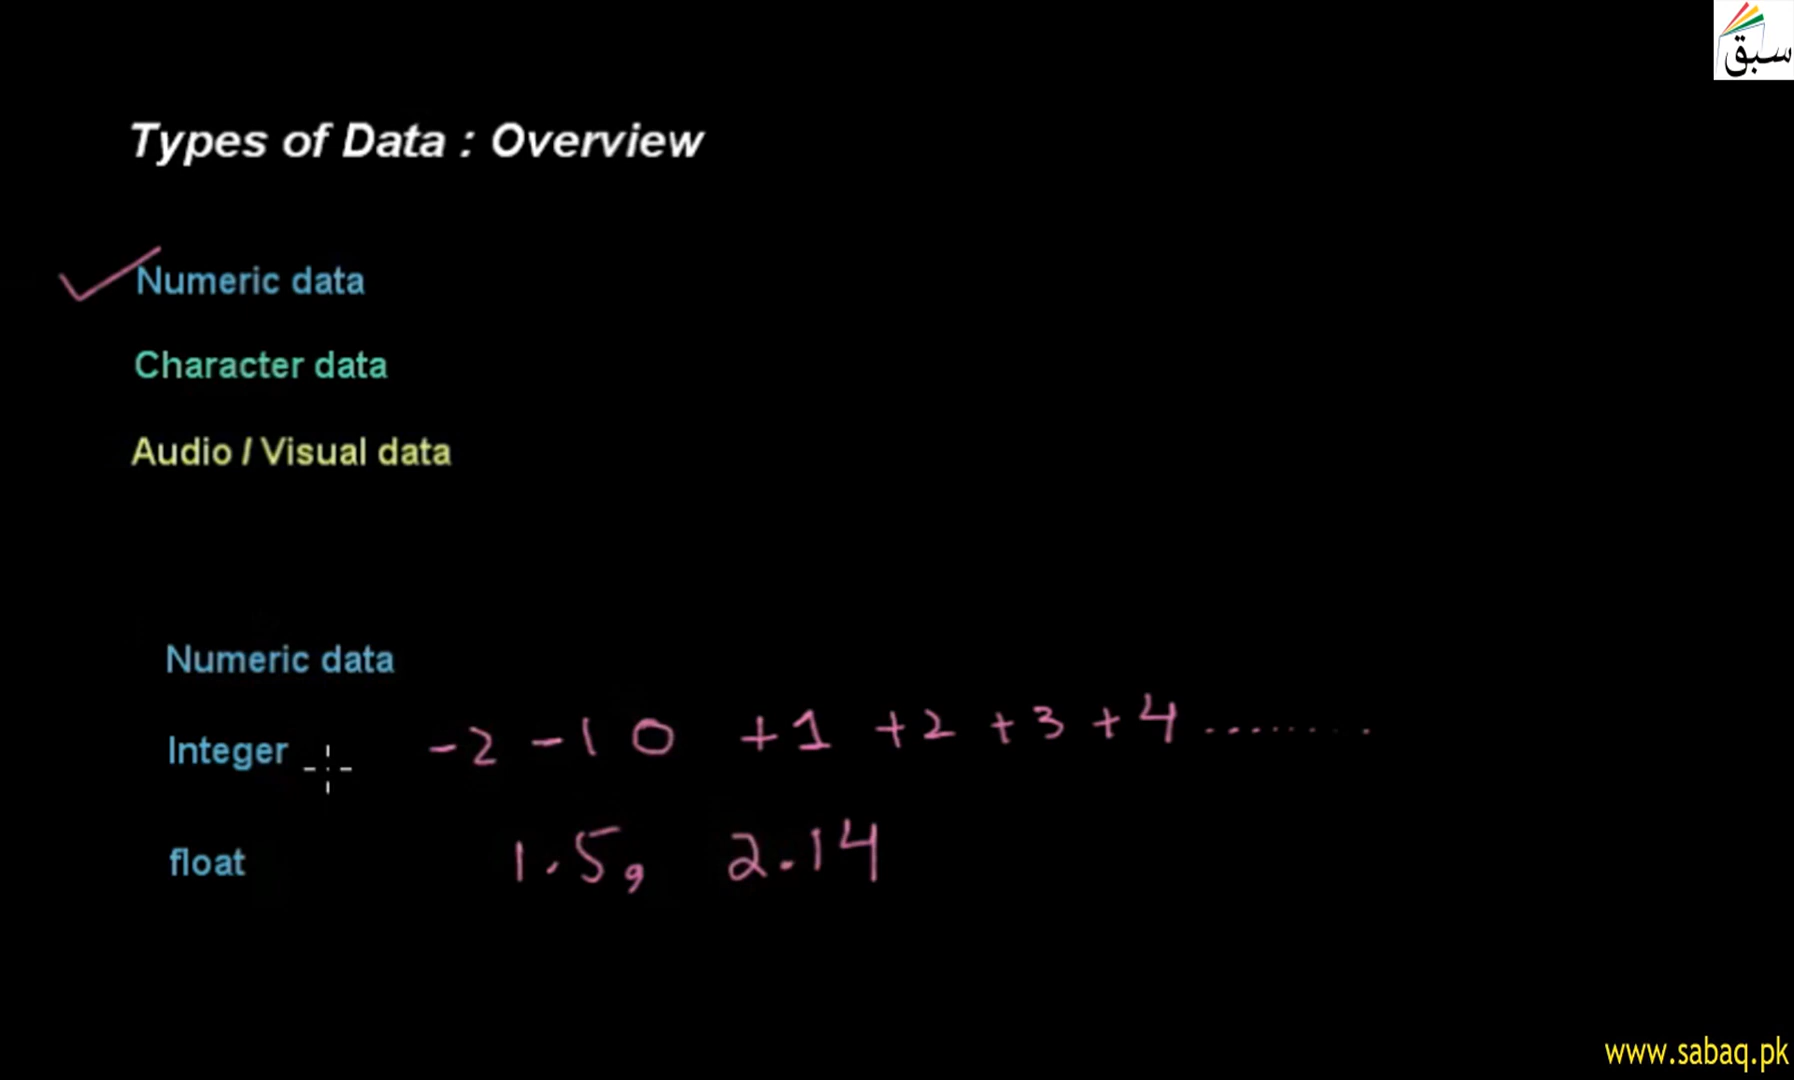 سبق
Types of Data : Overview
Numeric data
Character data
Audio / Visual data
Numeric data
Integer -2 -1 0 +1 +2 +3 +4 ........
float 1.5, 2.14
www.sabaq.pk